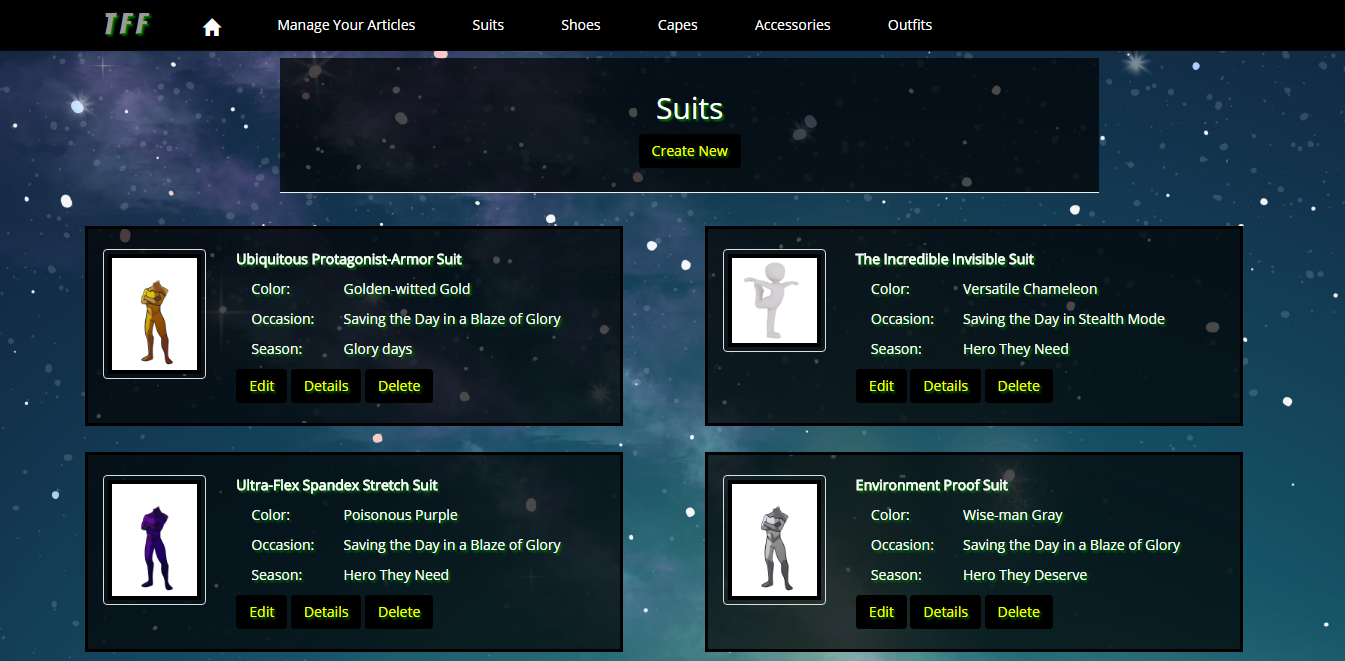 TFF Manage Your Articles Suits Shoes Capes Accessories Outfits
Suits
Create New
Ubiquitous Protagonist-Armor Suit
Color: Golden-witted Gold
Occasion: Saving the Day in a Blaze of Glory
Season: Glory days
Edit Details Delete
The Incredible Invisible Suit
Color: Versatile Chameleon
Occasion: Saving the Day in Stealth Mode
Season: Hero They Need
Edit Details Delete
Ultra-Flex Spandex Stretch Suit
Color: Poisonous Purple
Occasion: Saving the Day in a Blaze of Glory
Season: Hero They Need
Edit Details Delete
Environment Proof Suit
Color: Wise-man Gray
Occasion: Saving the Day in a Blaze of Glory
Season: Hero They Deserve
Edit Details Delete